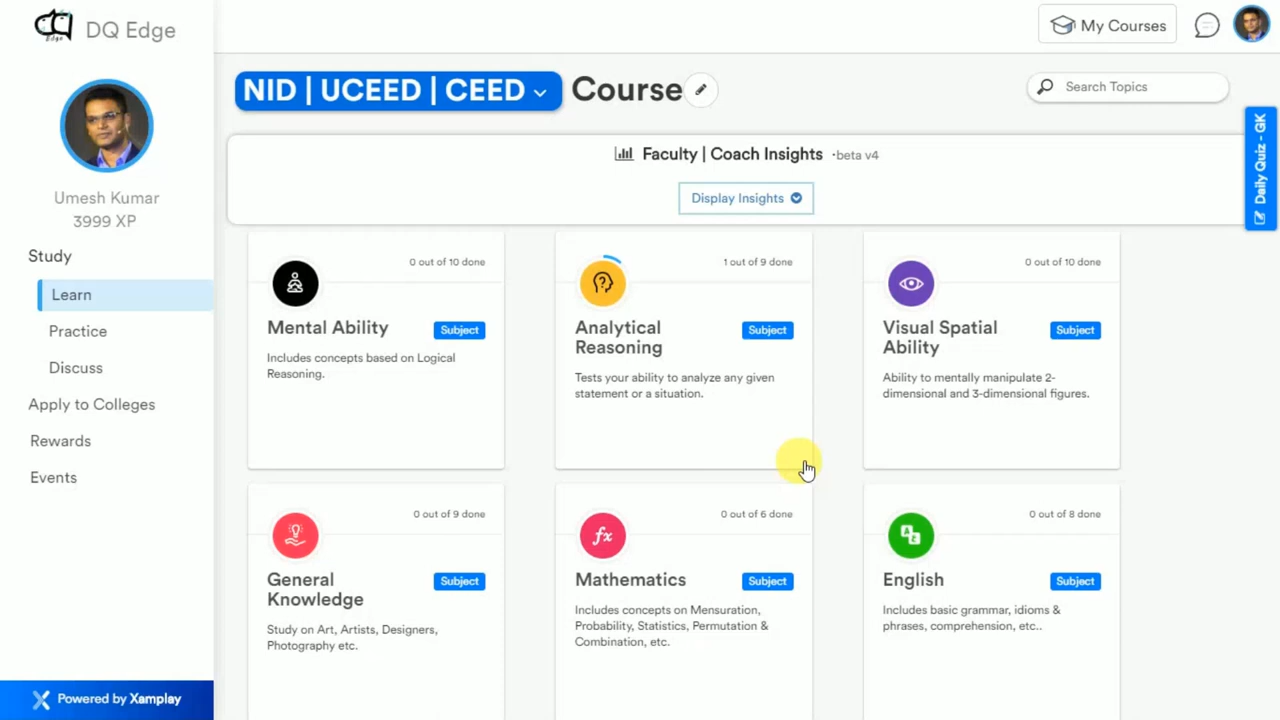 Edge
DQ Edge
My Courses
Umesh Kumar
3999 XP
Study
Learn
Practice
Discuss
Apply to Colleges
Rewards
Events
Powered by Xamplay
NID | UCEED | CEED Course
Search Topics
Daily Quiz - GK
Faculty | Coach Insights •beta v4
Display Insights
0 out of 10 done
Mental Ability
Subject
Includes concepts based on Logical
Reasoning.
1 out of 9 done
Analytical
Reasoning
Subject
Tests your ability to analyze any given
statement or a situation.
0 out of 10 done
Visual Spatial
Ability
Subject
Ability to mentally manipulate 2-
dimensional and 3-dimensional figures.
0 out of 9 done
General
Knowledge
Subject
Study on Art, Artists, Designers,
Photography etc.
0 out of 6 done
fx
Mathematics
Subject
Includes concepts on Mensuration,
Probability, Statistics, Permutation &
Combination, etc.
0 out of 8 done
English
Subject
Includes basic grammar, idioms &
phrases, comprehension, etc..